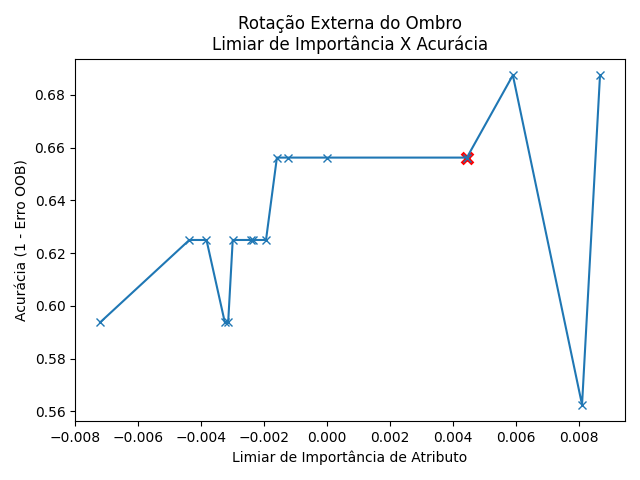 Rotação Externa do Ombro
Limiar de Importância X Acurácia
Acurácia (1 - Erro OOB)
0.68
0.66
0.64
0.62
0.60
0.58
0.56
−0.008 −0.006 −0.004 −0.002 0.000 0.002 0.004 0.006 0.008
Limiar de Importância de Atributo